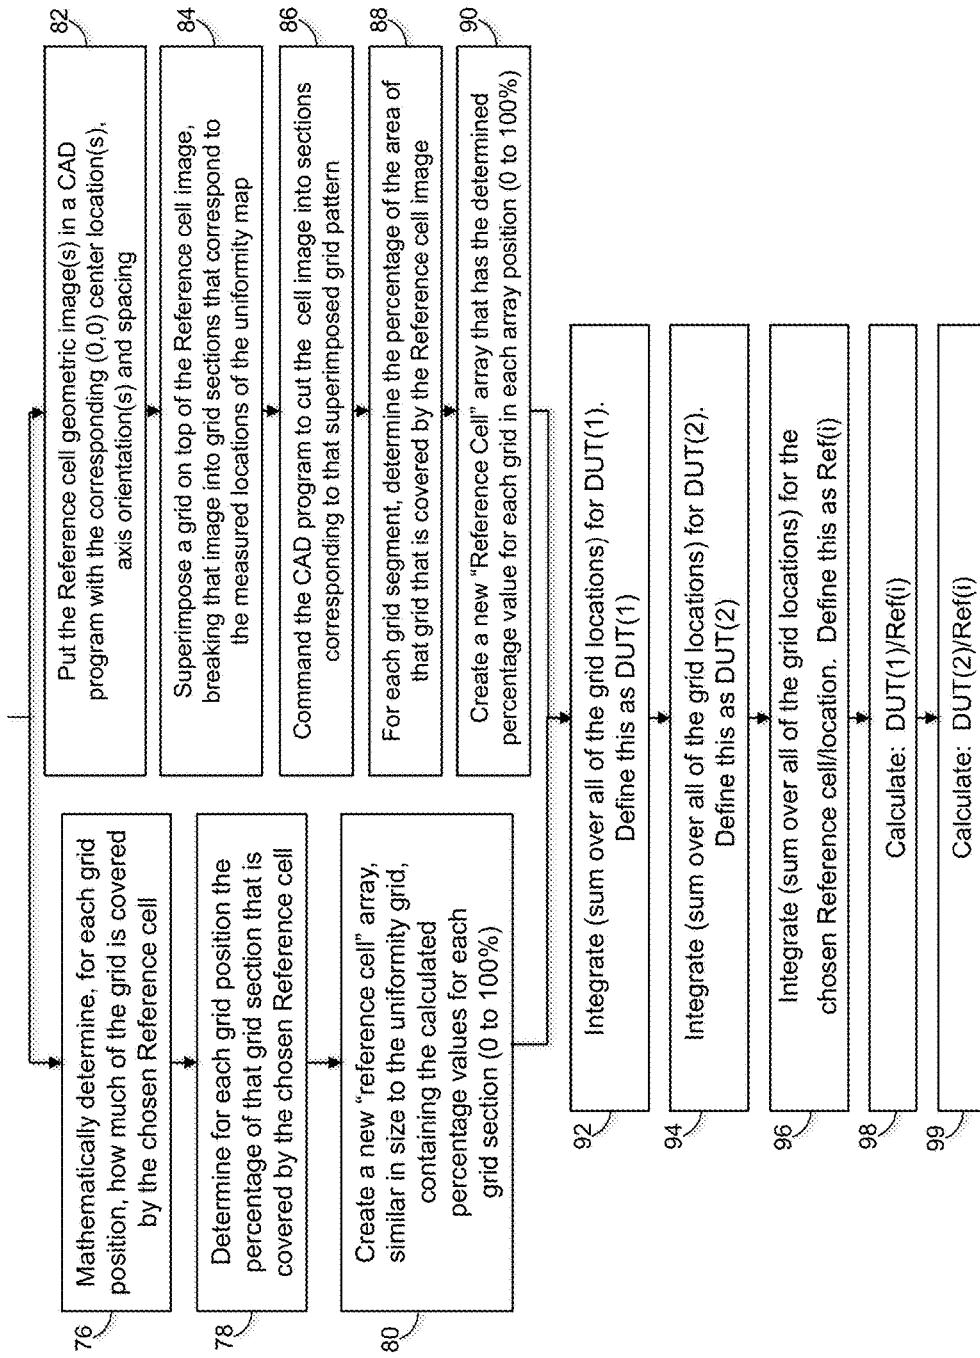 76
Mathematically determine, for each grid
position, how much of the grid is covered
by the chosen Reference cell
78
Determine for each grid position the
percentage of that grid section that is
covered by the chosen Reference cell
80
Create a new "reference cell" array,
similar in size to the uniformity grid,
containing the calculated
percentage values for each
grid section (0 to 100%)
82
Put the Reference cell geometric image(s) in a CAD
program with the corresponding (0,0) center location(s),
axis orientation(s) and spacing
84
Superimpose a grid on top of the Reference cell image,
breaking that image into grid sections that correspond to
the measured locations of the uniformity map
86
Command the CAD program to cut the cell image into sections
corresponding to that superimposed grid pattern
88
For each grid segment, determine the percentage of the area of
that grid that is covered by the Reference cell image
90
Create a new "Reference Cell" array that has the determined
percentage value for each grid in each array position (0 to 100%)
92
Integrate (sum over all of the grid locations) for DUT(1).
Define this as DUT(1)
94
Integrate (sum over all of the grid locations) for DUT(2).
Define this as DUT(2)
96
Integrate (sum over all of the grid locations) for the
chosen Reference cell/location. Define this as Ref(i)
98
Calculate: DUT(1)/Ref(i)
99
Calculate: DUT(2)/Ref(i)